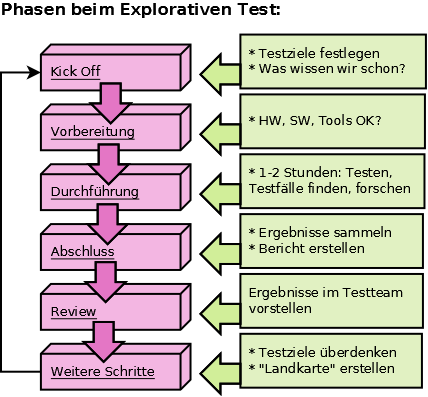 Phasen beim Explorativen Test:
Kick Off
* Testziele festlegen
* Was wissen wir schon?
Vorbereitung
* HW, SW, Tools OK?
Durchführung
* 1-2 Stunden: Testen,
Testfälle finden, forschen
Abschluss
* Ergebnisse sammeln
* Bericht erstellen
Review
Ergebnisse im Testteam
vorstellen
Weitere Schritte
* Testziele überdenken
* "Landkarte" erstellen